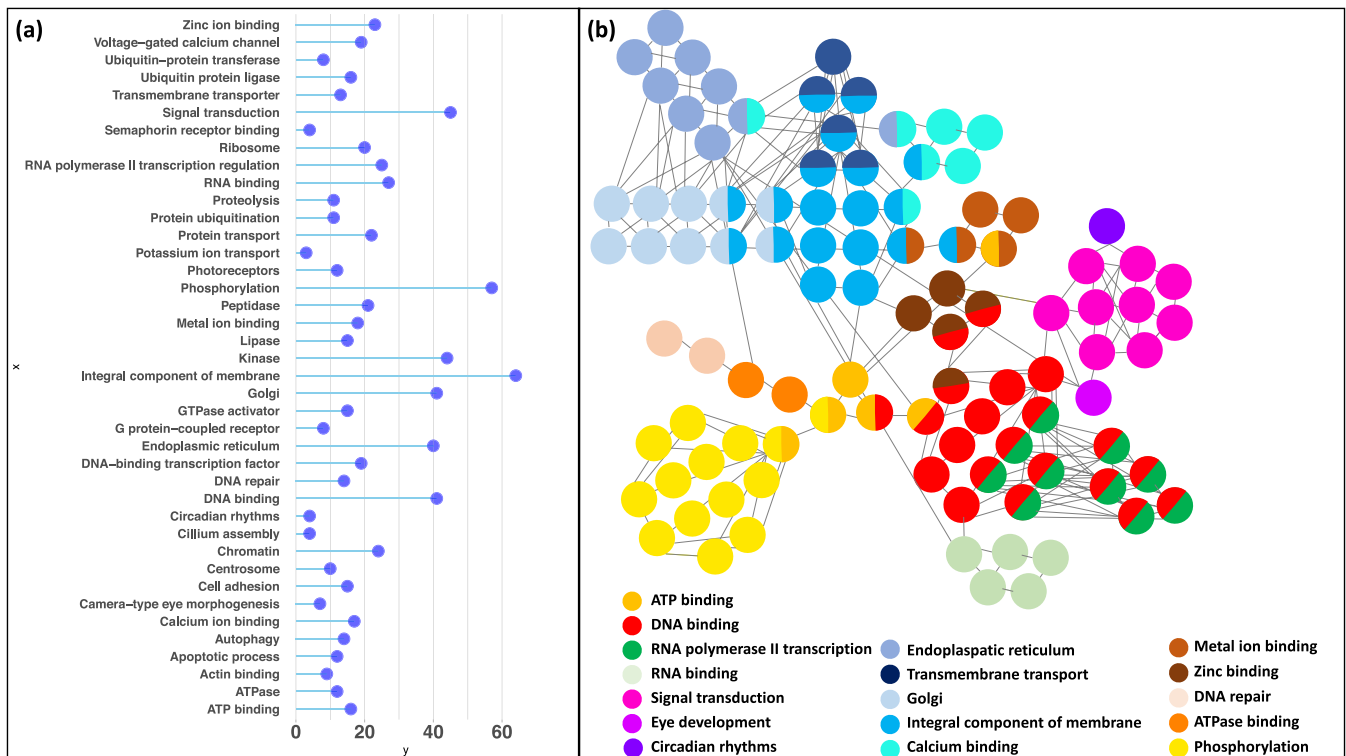 (a)
Zinc ion binding
Voltage−gated calcium channel
Ubiquitin−protein transferase
Ubiquitin protein ligase
Transmembrane transporter
Signal transduction
Semaphorin receptor binding
Ribosome
RNA polymerase II transcription regulation
RNA binding
Proteolysis
Protein ubiquitination
Protein transport
Potassium ion transport
Photoreceptors
Phosphorylation
Peptidase
Metal ion binding
Lipase
Kinase
Integral component of membrane
Golgi
GTPase activator
G protein−coupled receptor
Endoplasmic reticulum
DNA−binding transcription factor
DNA repair
DNA binding
Circadian rhythms
Cillium assembly
Chromatin
Centrosome
Cell adhesion
Camera−type eye morphogenesis
Calcium ion binding
Autophagy
Apoptotic process
Actin binding
ATPase
ATP binding
x
0 20 40 60
y
(b)
ATP binding
DNA binding
RNA polymerase II transcription
RNA binding
Signal transduction
Eye development
Circadian rhythms
Endoplaspatic reticulum
Transmembrane transport
Golgi
Integral component of membrane
Calcium binding
Metal ion binding
Zinc binding
DNA repair
ATPase binding
Phosphorylation